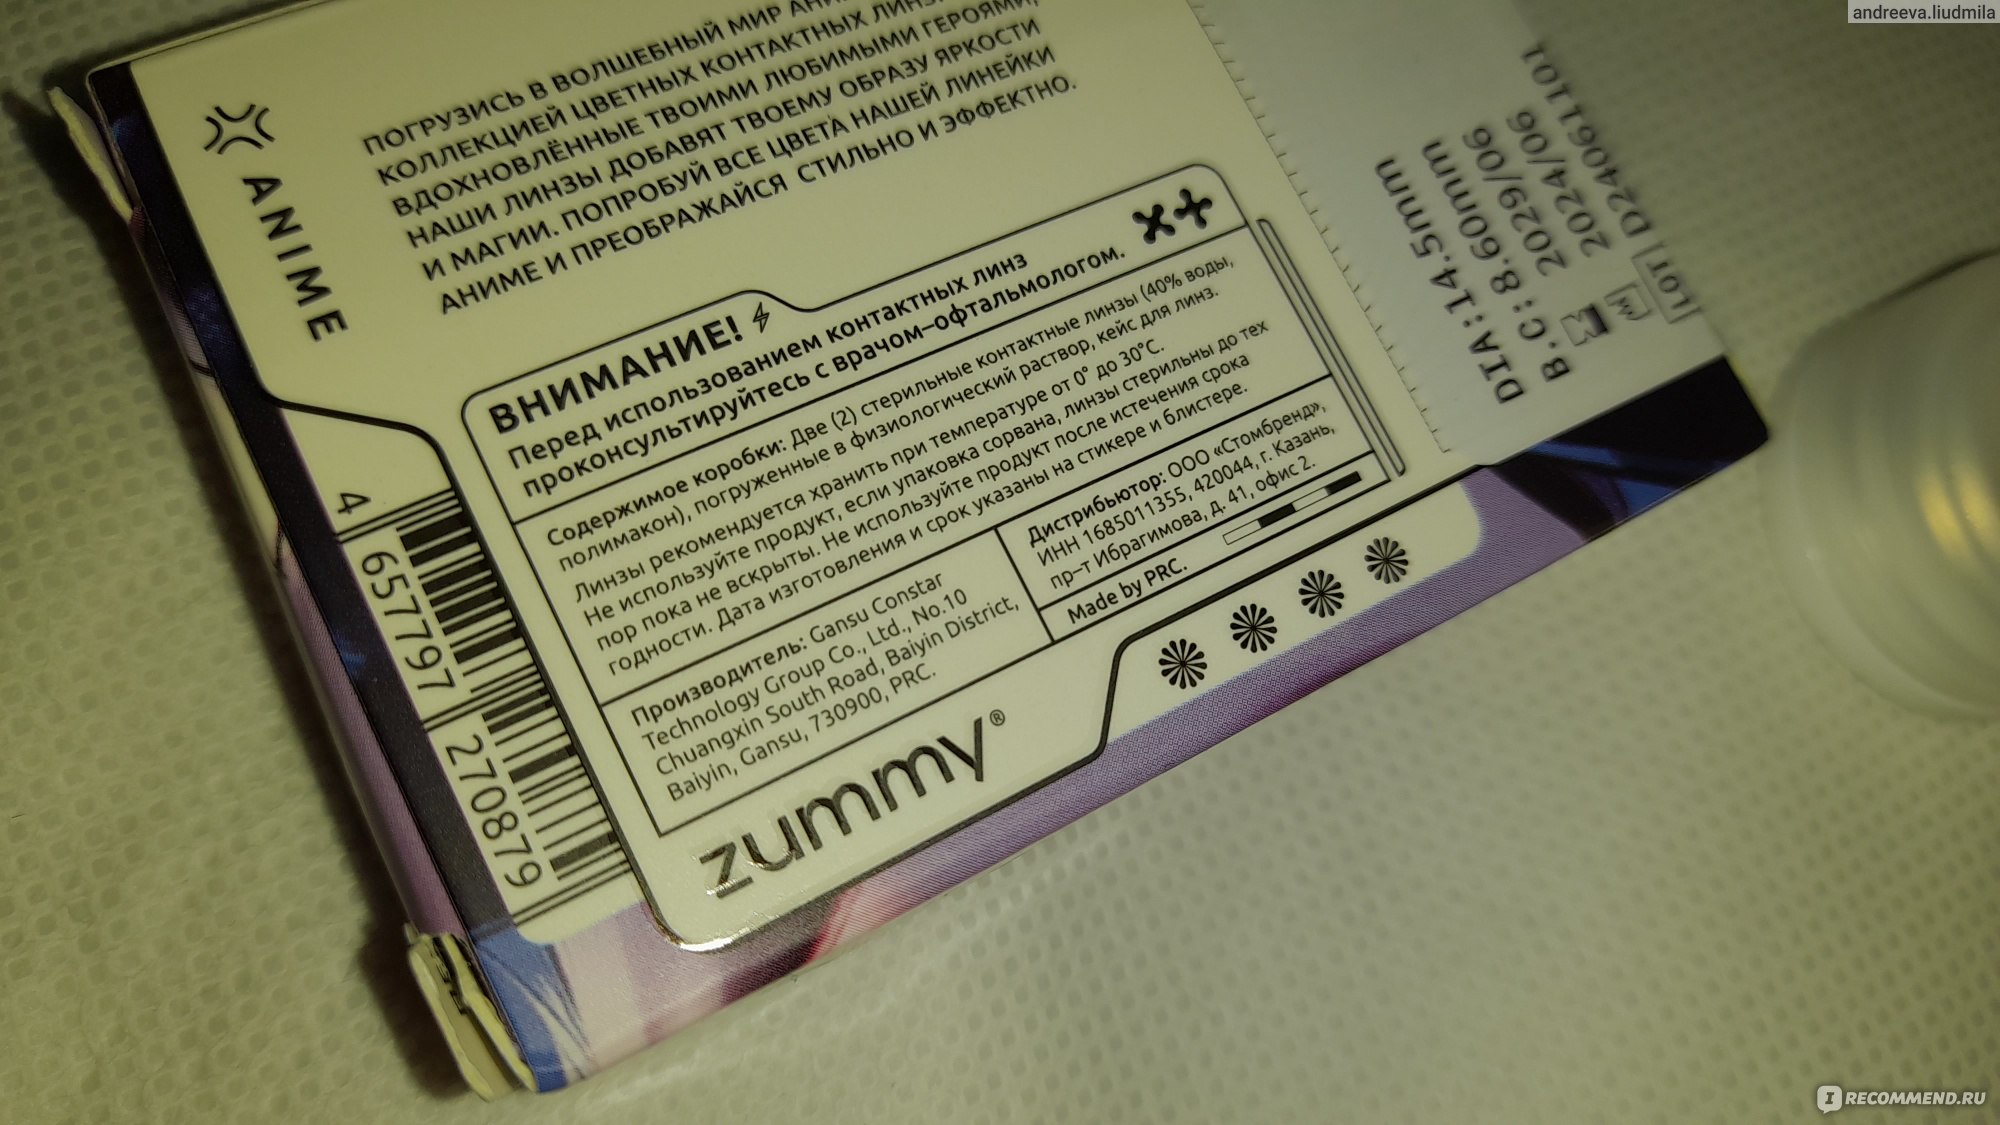 andreeva.liudmila
ANIME
ПОГРУЗИСЬ В ВОЛШЕБНЫЙ МИР
КОЛЛЕКЦИЕЙ ЦВЕТНЫХ КОНТАКТНЫХ
ВДОХНОВЛЁННЫЕ ТВОИМИ ЛЮБИМЫМИ ГЕРОЯМИ,
НАШИ ЛИНЗЫ ДОБАВЯТ ТВОЕМУ ОБРАЗУ ЯРКОСТИ
И МАГИИ. ПОПРОБУЙ ВСЕ ЦВЕТА НАШЕЙ ЛИНЕЙКИ
АНИМЕ И ПРЕОБРАЖАЙСЯ СТИЛЬНО И ЭФФЕКТНО.
ВНИМАНИЕ!
Перед использованием контактных линз
проконсультируйтесь с врачом–офтальмологом.
Содержимое коробки: Две (2) стерильные контактные линзы (40% воды,
полимакон), погруженные в физиологический раствор, кейс для линз.
Линзы рекомендуется хранить при температуре от 0° до 30°С.
Не используйте продукт, если упаковка сорвана, линзы стерильны до тех
пор пока не вскрыты. Не используйте продукт после истечения срока
годности. Дата изготовления и срок указаны на стикере и блистере.
Производитель: Gansu Constar
Technology Group Co., Ltd., No.10
Chuangxin South Road, Baiyin District,
Baiyin, Gansu, 730900, PRC.
Дистрибьютор: ООО «Стомбренд»,
ИНН 1685011355, 420044, г. Казань,
пр–т Ибрагимова, д. 41, офис 2.
Made by PRC.
zummy®
4 657797 270879
DIA:14.5mm
B.C:8.60mm
2029/06
2024/06
LOT D24061101
IRECOMMEND.RU